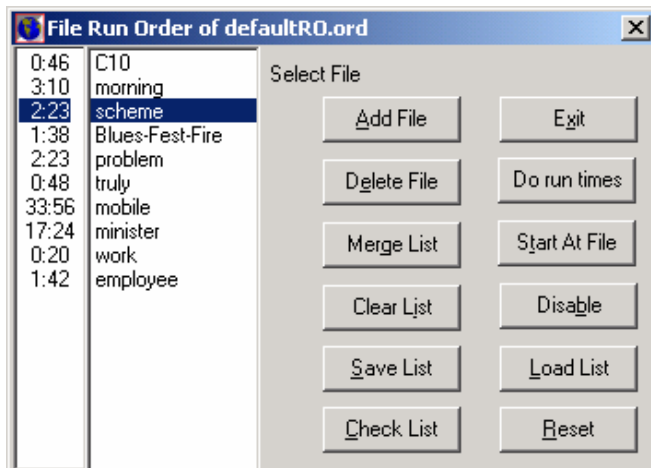 File Run Order of defaultRO.ord
0:46 C10
3:10 morning
2:23 scheme
1:38 Blues-Fest-Fire
2:23 problem
0:48 truly
33:56 mobile
17:24 minister
0:20 work
1:42 employee
Select File
Add File Exit
Delete File Do run times
Merge List Start At File
Clear List Disable
Save List Load List
Check List Reset